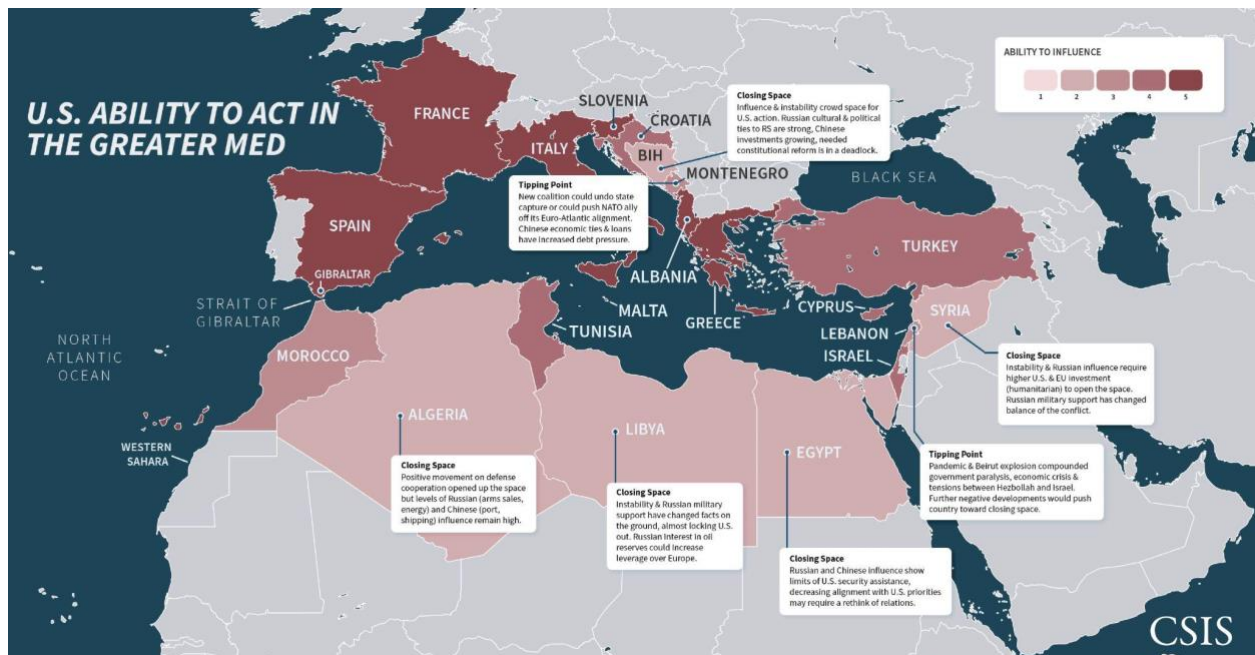 U.S. ABILITY TO ACT IN
THE GREATER MED
ABILITY TO INFLUENCE
1 2 3 4 5
FRANCE
SLOVENIA
CROATIA
ITALY
BIH
MONTENEGRO
BLACK SEA
SPAIN
GIBRALTAR
STRAIT OF
GIBRALTAR
ALBANIA
TURKEY
MALTA
GREECE
CYPRUS
SYRIA
TUNISIA
LEBANON
ISRAEL
NORTH
ATLANTIC
OCEAN
MOROCCO
ALGERIA
LIBYA
EGYPT
WESTERN
SAHARA
Closing Space
Influence & instability crowd space for
U.S. action. Russian cultural & political
ties to RS are strong, Chinese
investments growing, needed
constitutional reform is in a deadlock.
Tipping Point
New coalition could undo state
capture or could push NATO ally
off its Euro-Atlantic alignment.
Chinese economic ties & loans
have increased debt pressure.
Closing Space
Instability & Russian influence require
higher U.S. & EU investment
(humanitarian) to open the space.
Russian military support has changed
balance of the conflict.
Tipping Point
Pandemic & Beirut explosion compounded
government paralysis, economic crisis &
tensions between Hezbollah and Israel.
Further negative developments would push
country toward closing space.
Closing Space
Positive movement on defense
cooperation opened up the space
but levels of Russian (arms sales,
energy) and Chinese (port,
shipping) influence remain high.
Closing Space
Instability & Russian military
support have changed facts on
the ground, almost locking U.S.
out. Russian interest in oil
reserves could increase
leverage over Europe.
Closing Space
Russian and Chinese influence show
limits of U.S. security assistance,
decreasing alignment with U.S. priorities
may require a rethink of relations.
CSIS